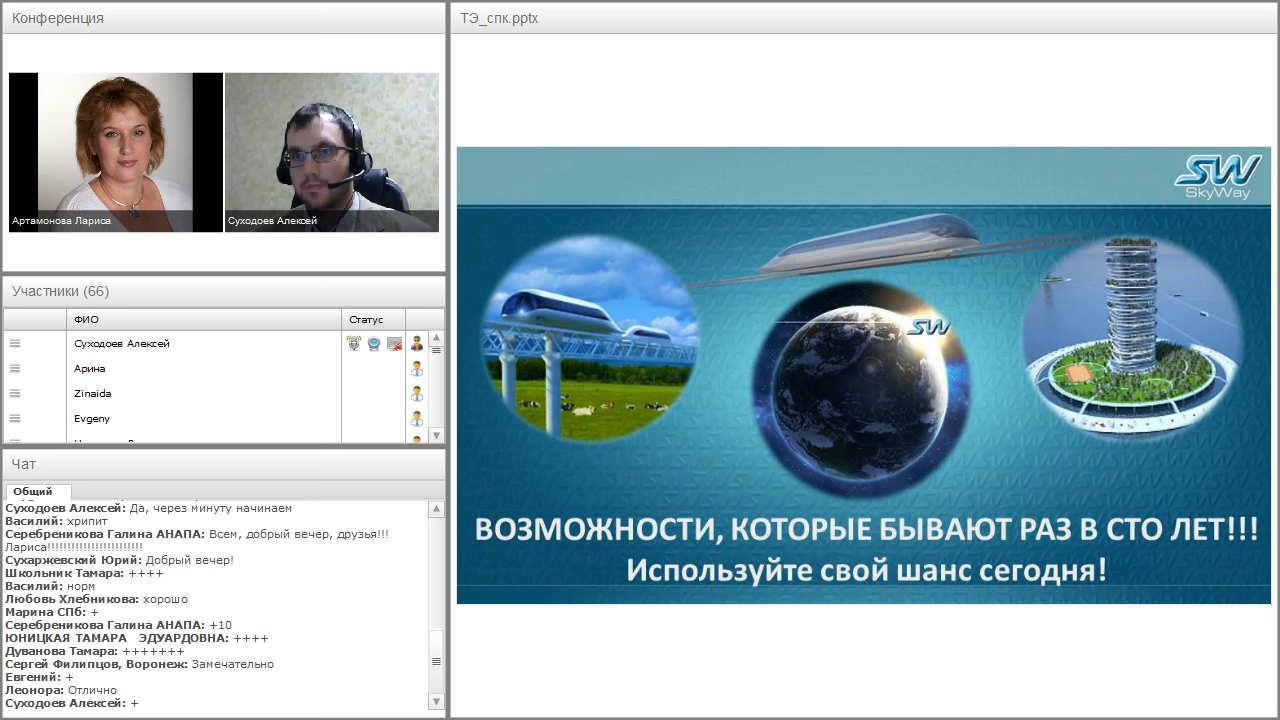 Конференция
Артамонова Лариса
Суходоев Алексей
Участники (66)
ФИО
Статус
Суходоев Алексей
Арина
Zinaida
Evgeny
Чат
Общий
Суходоев Алексей: Да, через минуту начинаем
Василий: хрипит
Серебреникова Галина АНАПА: Всем, добрый вечер, друзья!!!
Лариса!!!!!!!!!!!!!!!!!!!!!!!!
Сухаржевский Юрий: Добрый вечер!
Школьник Тамара: ++++
Василий: норм
Любовь Хлебникова: хорошо
Марина СПб: +
Серебреникова Галина АНАПА: +10
ЮНИЦКАЯ ТАМАРА ЭДУАРДОВНА: ++++
Дуванова Тамара: +++++++
Сергей Филипцов, Воронеж: Замечательно
Евгений: +
Леонора: Отлично
Суходоев Алексей: +
ТЭ_спк.pptx
SW
SkyWay
SW
ВОЗМОЖНОСТИ, КОТОРЫЕ БЫВАЮТ РАЗ В СТО ЛЕТ!!!
Используйте свой шанс сегодня!